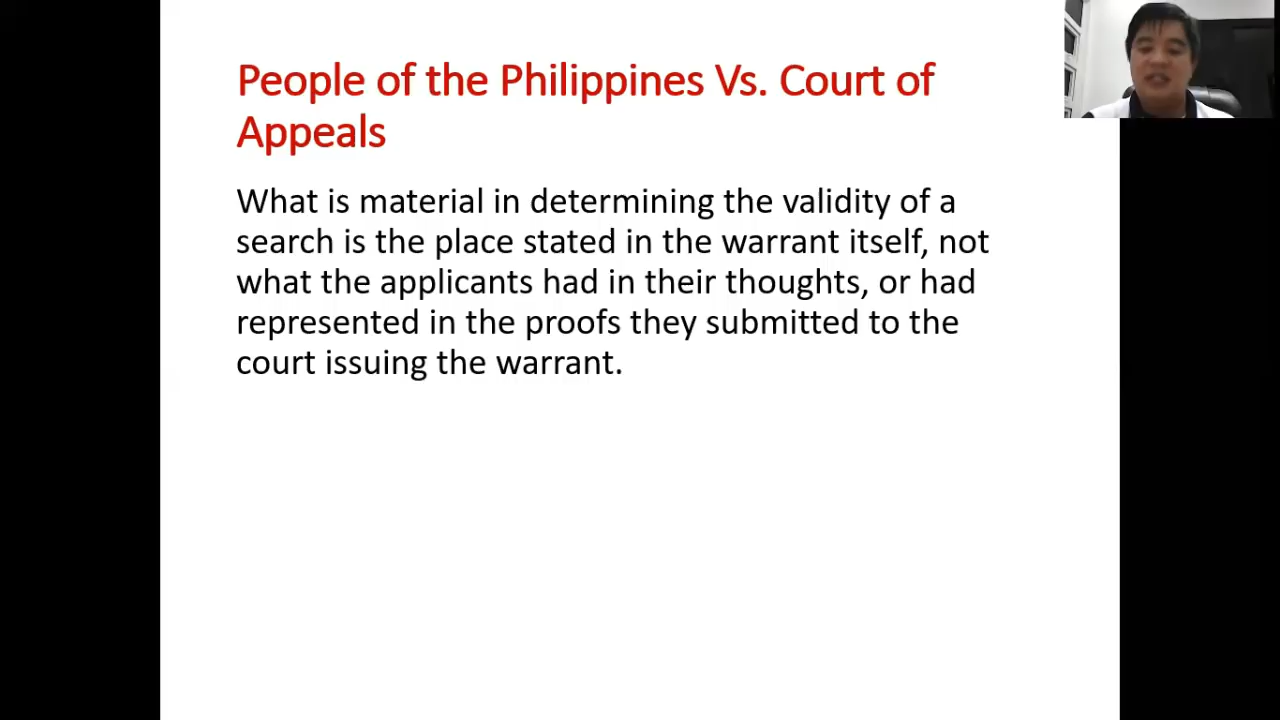 People of the Philippines Vs. Court of
Appeals
What is material in determining the validity of a
search is the place stated in the warrant itself, not
what the applicants had in their thoughts, or had
represented in the proofs they submitted to the
court issuing the warrant.